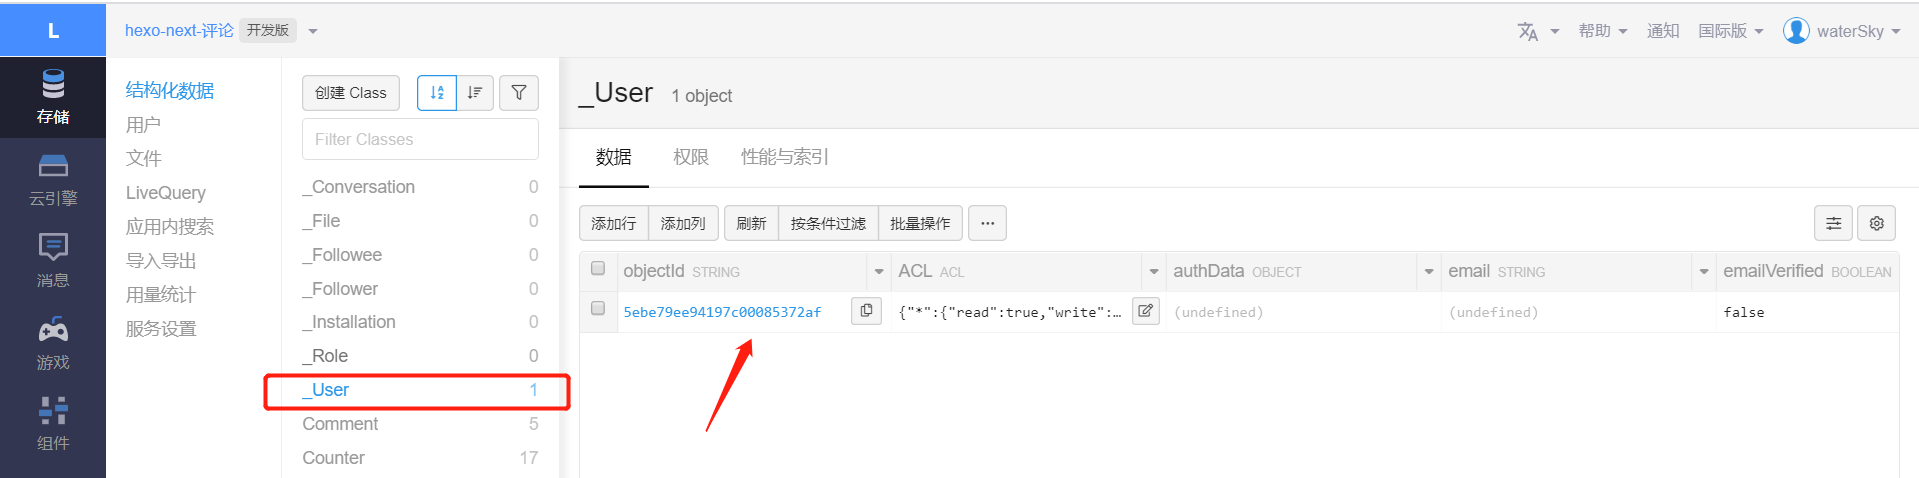 L
hexo-next-评论 开发版
帮助 通知 国际版 waterSky
存储
云引擎
消息
游戏
组件
结构化数据
用户
文件
LiveQuery
应用内搜索
导入导出
用量统计
服务设置
创建 Class
Filter Classes
_Conversation 0
_File 0
_Followee 0
_Follower 0
_Installation 0
_Role 0
_User 1
Comment 5
Counter 17
_User 1 object
数据 权限 性能与索引
添加行 添加列 刷新 按条件过滤 批量操作 ...
objectId STRING ACL ACL authData OBJECT email STRING emailVerified BOOLEAN
5ebe79ee94197c00085372af {"*":{"read":true,"write":… (undefined) (undefined) false